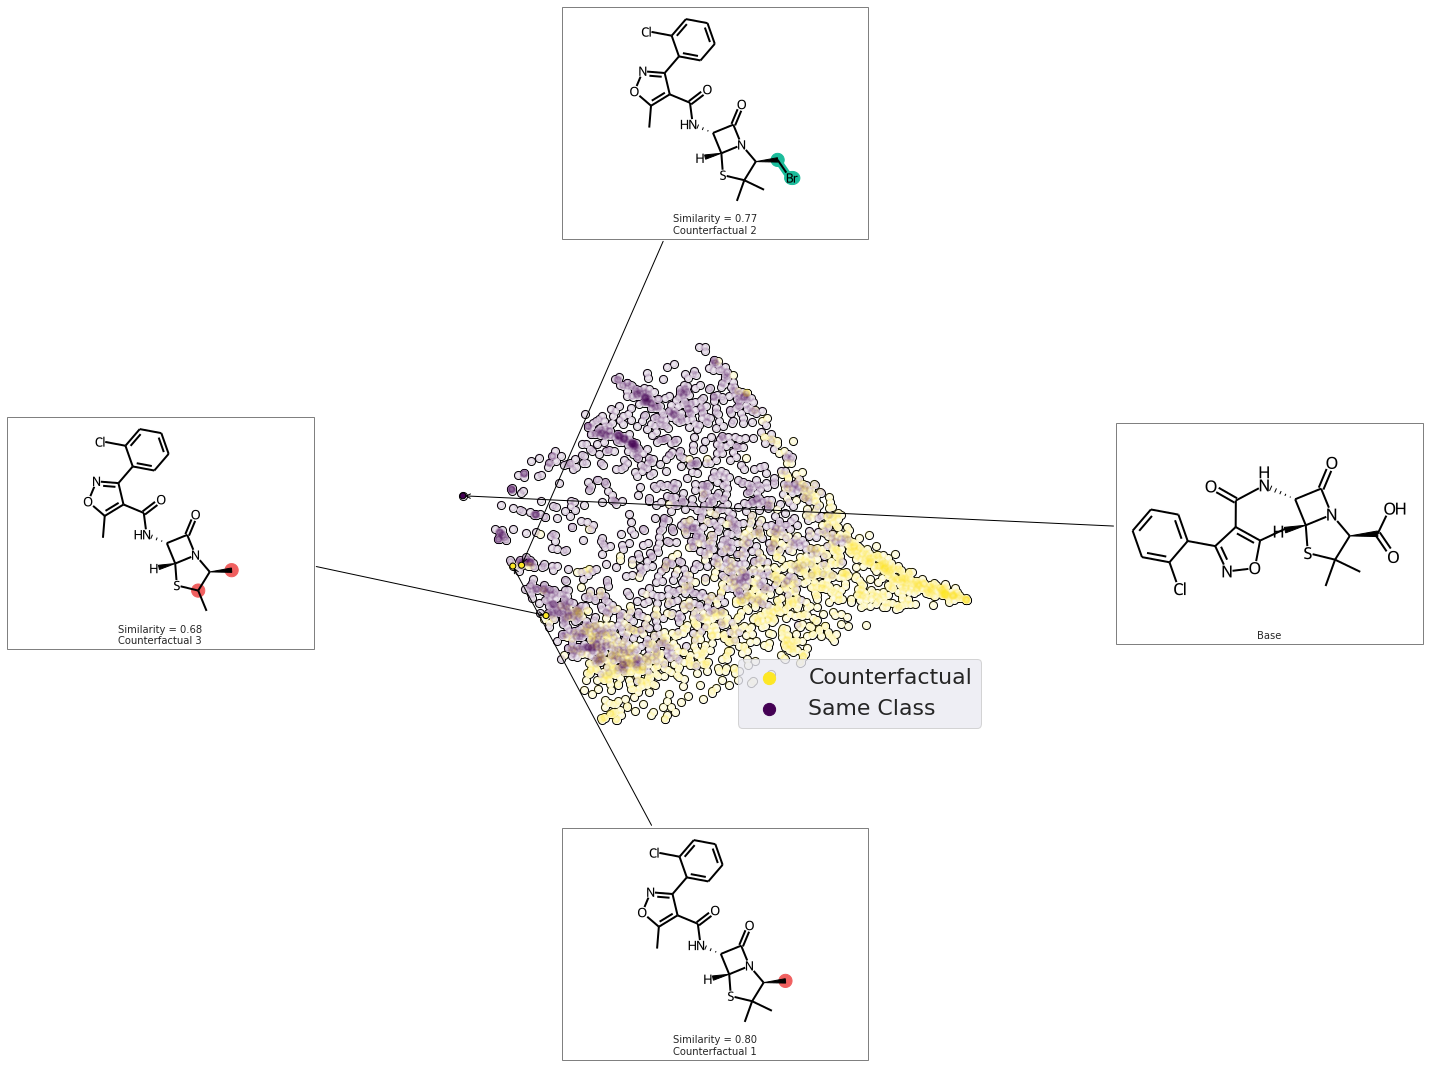 Cl
N
O
O
HN
O
N
H
S
Br
Similarity = 0.77
Counterfactual 2
Cl
N
O
O
HN
O
N
H
S
Similarity = 0.68
Counterfactual 3
H
N
O
O
N
OH
H
O
S
N
O
Cl
Base
Counterfactual
Same Class
Cl
N
O
O
HN
O
N
H
S
Similarity = 0.80
Counterfactual 1